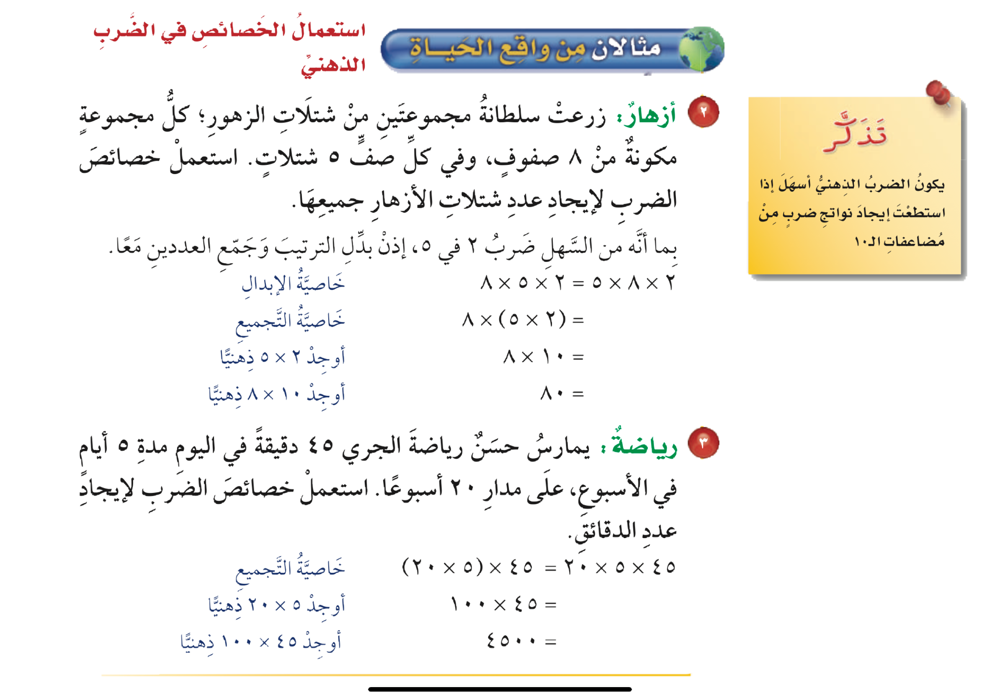 مثالان مِن واقِعِ الحَيـاةِ
استعمالُ الخَصائصِ في الضَّربِ
الذهنيِّ
٢
أزهارٌ: زرعتْ سلطانةُ مجموعتَينِ منْ شتلَاتِ الزهورِ؛ كلُّ مجموعةٍ
مكونةٌ منْ ٨ صفوفٍ، وفي كلِّ صفٍّ ٥ شتلاتٍ. استعملْ خصائصَ
الضربِ لإيجادِ عددِ شتلاتِ الأزهارِ جميعِهَا.
بِما أنَّه من السَّهلِ ضَربُ ٢ في ٥، إذنْ بدِّلِ الترتيبَ وَجَمّعِ العددينِ مَعًا.
٢ × ٨ × ٥ = ٢ × ٥ × ٨ خَاصيَّةُ الإبدالِ
= (٢ × ٥) × ٨ خَاصيَّةُ التَّجميعِ
= ١٠ × ٨ أوجِدْ ٢ × ٥ ذِهنيًّا
= ٨٠ أوجِدْ ١٠ × ٨ ذِهنيًّا
٣
رياضةٌ: يمارسُ حسَنٌ رياضةَ الجري ٤٥ دقيقةً في اليومِ مدةِ ٥ أيامٍ
في الأسبوعِ، علَى مدارِ ٢٠ أسبوعًا. استعملْ خصائصَ الضَربِ لإيجادِ
عددِ الدقائقِ.
٤٥ × ٥ × ٢٠ = ٤٥ × (٥ × ٢٠) خَاصيَّةُ التَّجميعِ
= ٤٥ × ١٠٠ أوجِدْ ٥ × ٢٠ ذِهنيًّا
= ٤٥٠٠ أوجِدْ ٤٥ × ١٠٠ ذِهنيًّا
تَذَكَّر
يكونُ الضربُ الذِهنيُّ أسهَلَ إذا
استطعْتَ إيجادَ نواتجِ ضربٍ مِنْ
مُضاعفاتِ الـ١٠